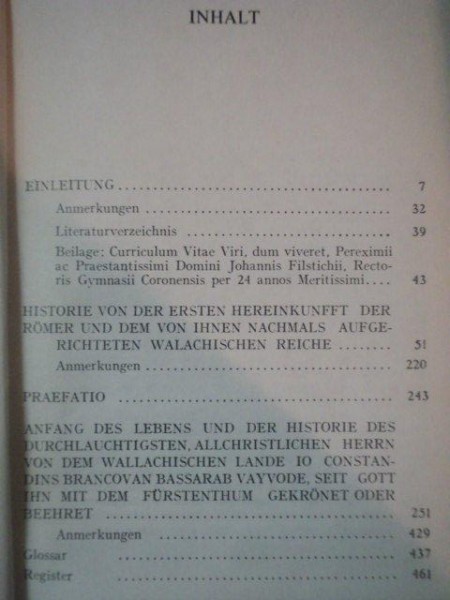 INHALT
EINLEITUNG .................................... 7
Anmerkungen .................................... 32
Literaturverzeichnis .................................... 39
Beilage: Curriculum Vitae Viri, dum viveret, Pereximii
ac Praestantissimi Domini Johannis Filstichii, Recto-
ris Gymnasii Coronensis per 24 annos Meritissimi.... 43
HISTORIE VON DER ERSTEN HEREINKUNFFT DER
RÖMER UND DEM VON IHNEN NACHMALS AUFGE-
RICHTETEN WALACHISCHEN REICHE ........ 51
Anmerkungen .................................... 220
PRAEFATIO .................................... 243
ANFANG DES LEBENS UND DER HISTORIE DES
DURCHLAUCHTIGSTEN, ALLCHRISTLICHEN HERRN
VON DEM WALLACHISCHEN LANDE IO CONSTAN-
DINS BRANCOVAN BASSARAB VAYVODE, SEIT GOTT
IHN MIT DEM FÜRSTENTHUM GEKRÖNET ODER
BEEHRET .................................... 251
Anmerkungen .................................... 429
Glossar .................................... 437
Register .................................... 461